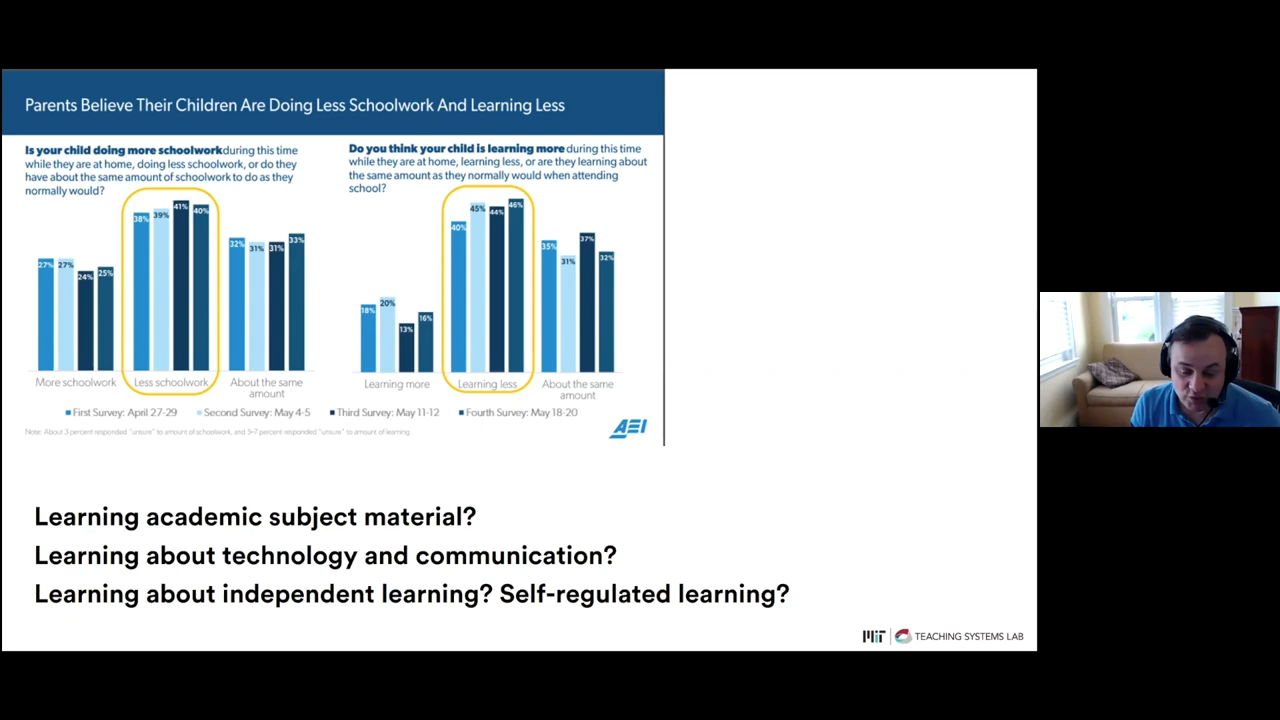 Parents Believe Their Children Are Doing Less Schoolwork And Learning Less
Is your child doing more schoolwork during this time
while they are at home, doing less schoolwork, or do they
have about the same amount of schoolwork to do as they
normally would?
27%
27%
24%
25%
38%
39%
41%
40%
32%
31%
31%
33%
More schoolwork
Less schoolwork
About the same
amount
Do you think your child is learning more during this time
while they are at home, learning less, or are they learning about
the same amount as they normally would when attending
school?
18%
20%
13%
16%
40%
45%
44%
46%
35%
31%
37%
32%
Learning more
Learning less
About the same
amount
First Survey: April 27-29
Second Survey: May 4-5
Third Survey: May 11-12
Fourth Survey: May 18-20
Note: About 3 percent responded "unsure" to amount of schoolwork, and 5–7 percent responded "unsure" to amount of learning.
AEI
Learning academic subject material?
Learning about technology and communication?
Learning about independent learning? Self-regulated learning?
MIT TEACHING SYSTEMS LAB